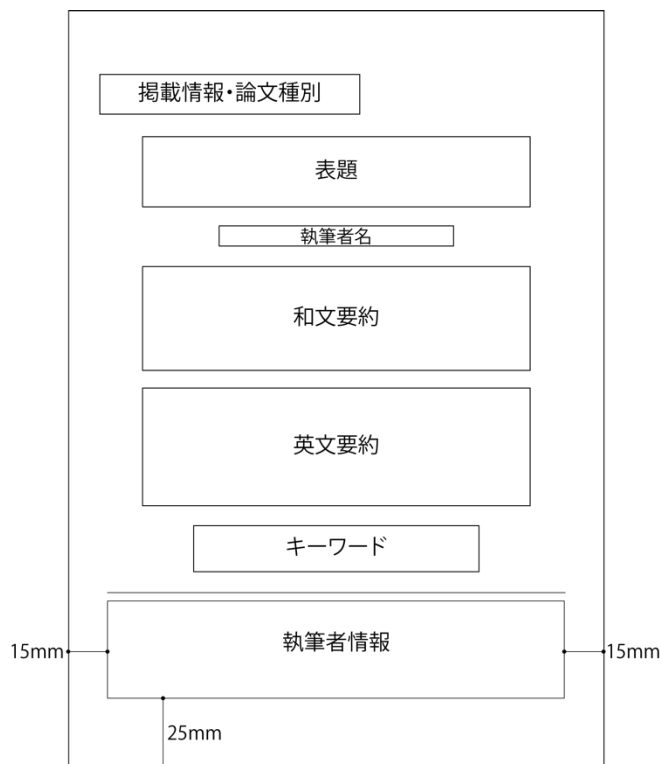 掲載情報・論文種別
表題
執筆者名
和文要約
英文要約
キーワード
執筆者情報
15mm
15mm
25mm